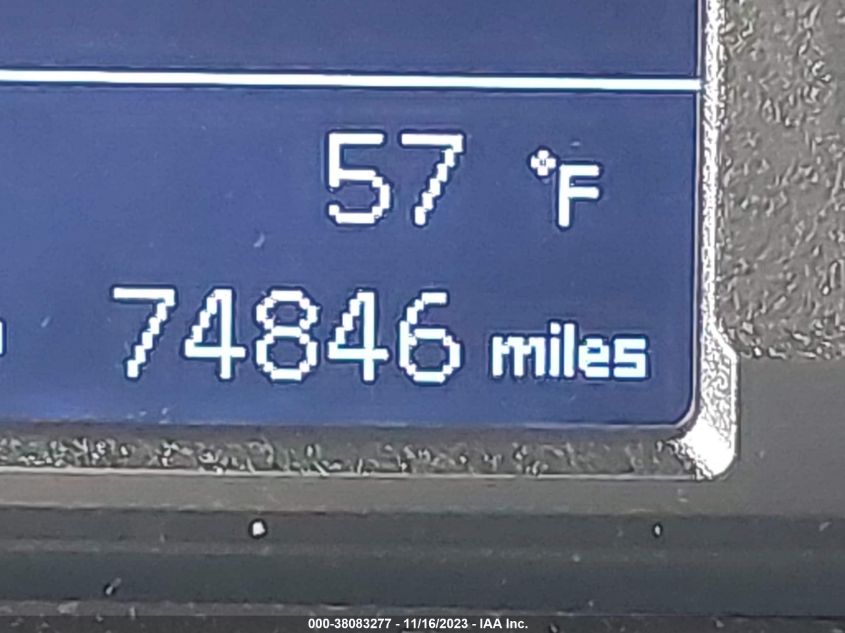 57 °F
74846 miles
000-38083277 - 11/16/2023 - IAA Inc.